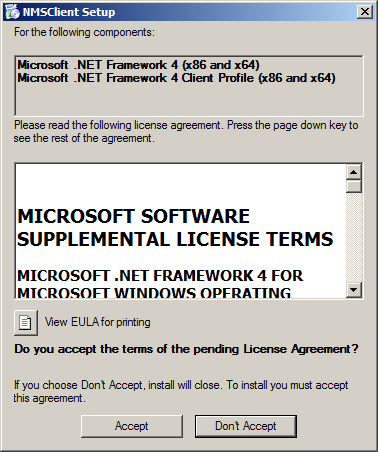 NMSClient Setup
For the following components:
Microsoft .NET Framework 4 (x86 and x64)
Microsoft .NET Framework 4 Client Profile (x86 and x64)
Please read the following license agreement. Press the page down key to
see the rest of the agreement.
MICROSOFT SOFTWARE
SUPPLEMENTAL LICENSE TERMS
MICROSOFT .NET FRAMEWORK 4 FOR
MICROSOFT WINDOWS OPERATING
View EULA for printing
Do you accept the terms of the pending License Agreement?
If you choose Don't Accept, install will close. To install you must accept
this agreement.
Accept
Don't Accept